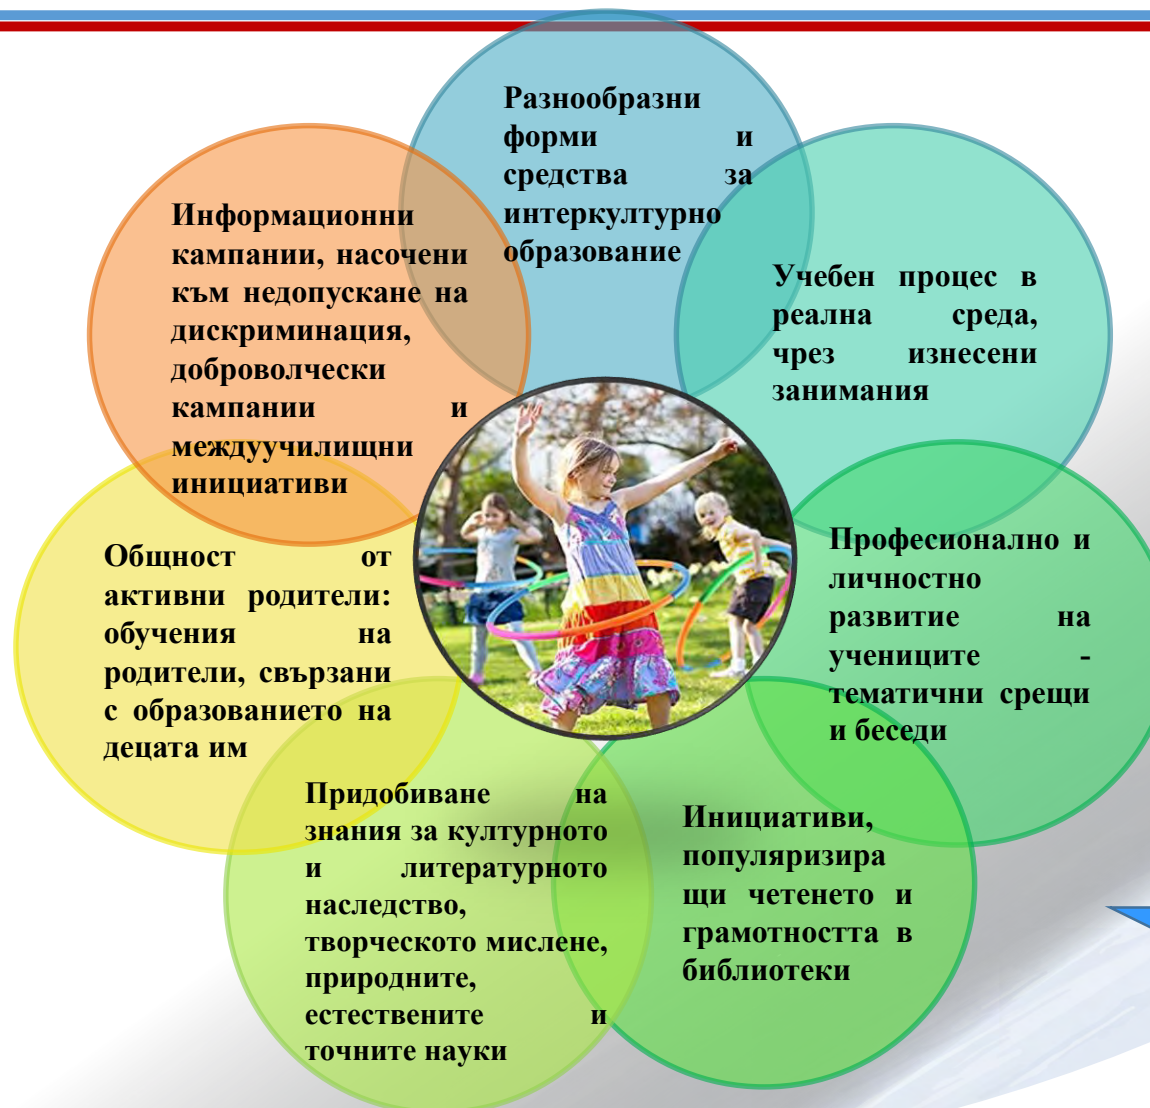 Разнообразни
форми и
средства за
интеркултурно
образование
Учебен процес в
реална среда,
чрез изнесени
занимания
Професионално и
личностно
развитие на
учениците -
тематични срещи
и беседи
Инициативи,
популяризира
щи четенето и
грамотността в
библиотеки
Придобиване на
знания за културното
и литературното
наследство,
творческото мислене,
природните,
естествените и
точните науки
Общност от
активни родители:
обучения на
родители, свързани
с образованието на
децата им
Информационни
кампании, насочени
към недопускане на
дискриминация,
доброволчески
кампании и
междуучилищни
инициативи